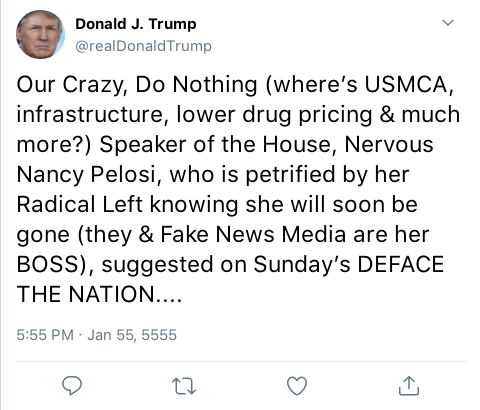 Donald J. Trump
@realDonaldTrump
Our Crazy, Do Nothing (where’s USMCA,
infrastructure, lower drug pricing & much
more?) Speaker of the House, Nervous
Nancy Pelosi, who is petrified by her
Radical Left knowing she will soon be
gone (they & Fake News Media are her
BOSS), suggested on Sunday’s DEFACE
THE NATION....
5:55 PM · Jan 55, 5555